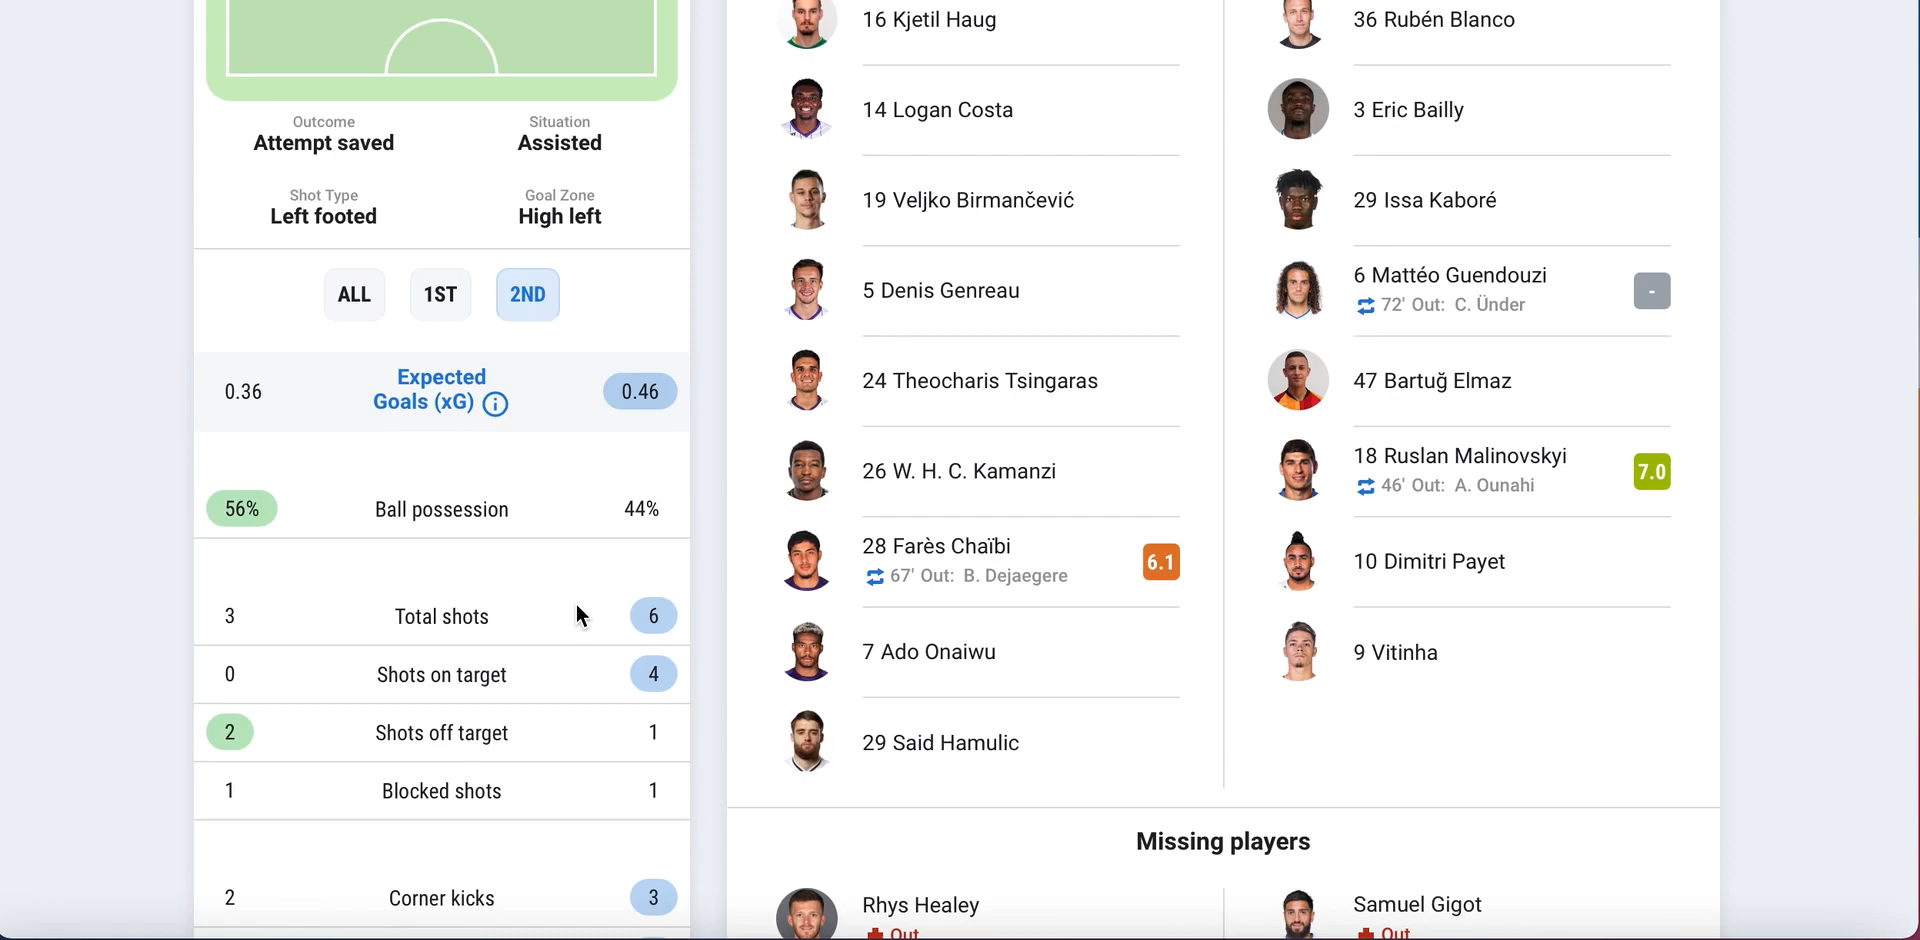 Outcome
Attempt saved
Situation
Assisted
Shot Type
Left footed
Goal Zone
High left
ALL
1ST
2ND
0.36
Expected
Goals (xG)
0.46
56%
Ball possession
44%
3
Total shots
6
0
Shots on target
4
2
Shots off target
1
1
Blocked shots
1
2
Corner kicks
3
16 Kjetil Haug
14 Logan Costa
19 Veljko Birmančević
5 Denis Genreau
24 Theocharis Tsingaras
26 W. H. C. Kamanzi
28 Farès Chaïbi
67' Out: B. Dejaegere
6.1
7 Ado Onaiwu
29 Said Hamulic
36 Rubén Blanco
3 Eric Bailly
29 Issa Kaboré
6 Mattéo Guendouzi
72' Out: C. Ünder
-
47 Bartuğ Elmaz
18 Ruslan Malinovskyi
46' Out: A. Ounahi
7.0
10 Dimitri Payet
9 Vitinha
Missing players
Rhys Healey
Out
Samuel Gigot
Out